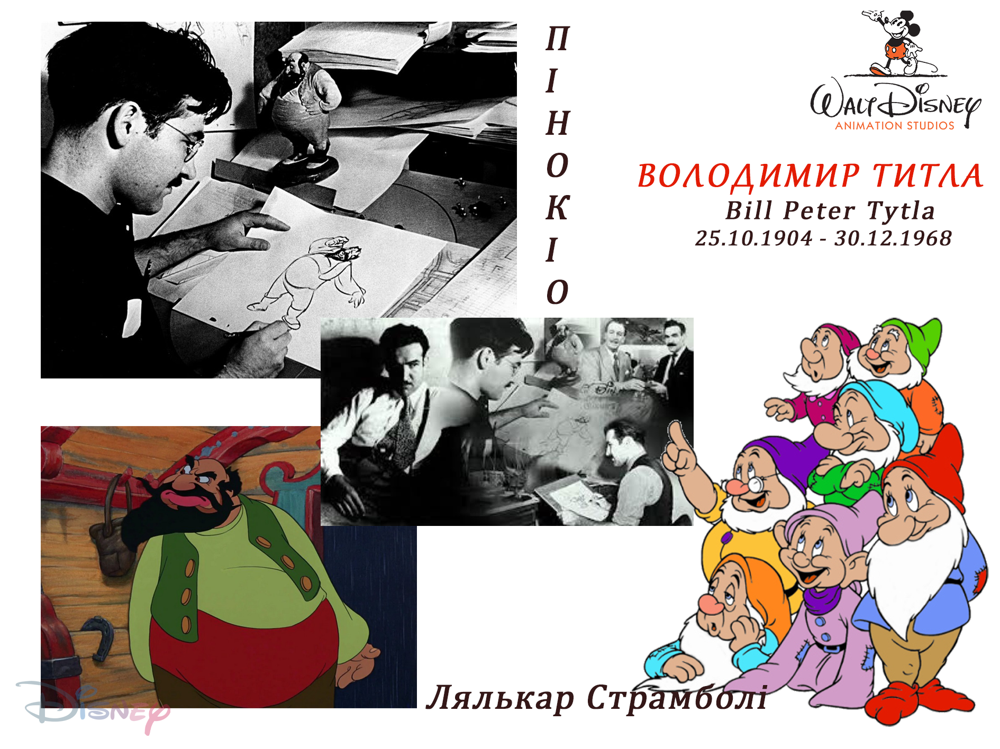 ПІНОКІО
WALT DISNEY
ANIMATION STUDIOS
ВОЛОДИМИР ТИТЛА
Bill Peter Tytla
25.10.1904 - 30.12.1968
Лялькар Страмболі
DISNEY